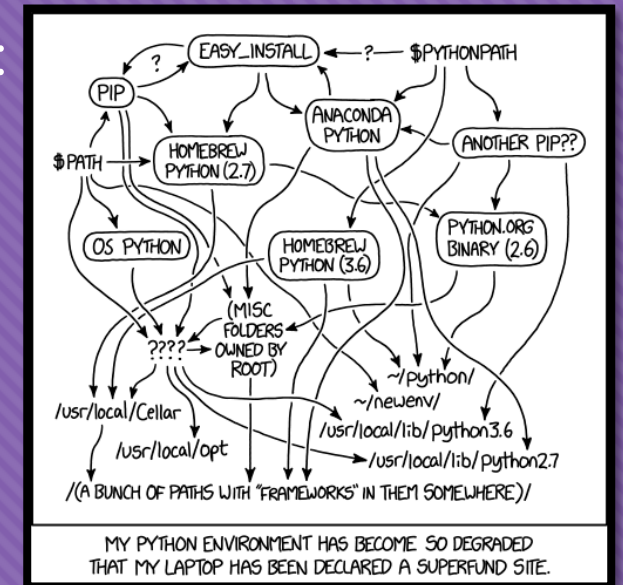 EASY_INSTALL
?
$PYTHONPATH
?
PIP
ANACONDA
PYTHON
ANOTHER PIP??
HOMEBREW
PYTHON (2.7)
$PATH
OS PYTHON
HOMEBREW
PYTHON (3.6)
PYTHON.ORG
BINARY (2.6)
(MISC
FOLDERS
OWNED BY
ROOT)
????
~/python/
~/newenv/
/usr/local/Cellar
/usr/local/lib/python3.6
/usr/local/opt
/usr/local/lib/python2.7
/(A BUNCH OF PATHS WITH "FRAMEWORKS" IN THEM SOMEWHERE)/
MY PYTHON ENVIRONMENT HAS BECOME SO DEGRADED
THAT MY LAPTOP HAS BEEN DECLARED A SUPERFUND SITE.